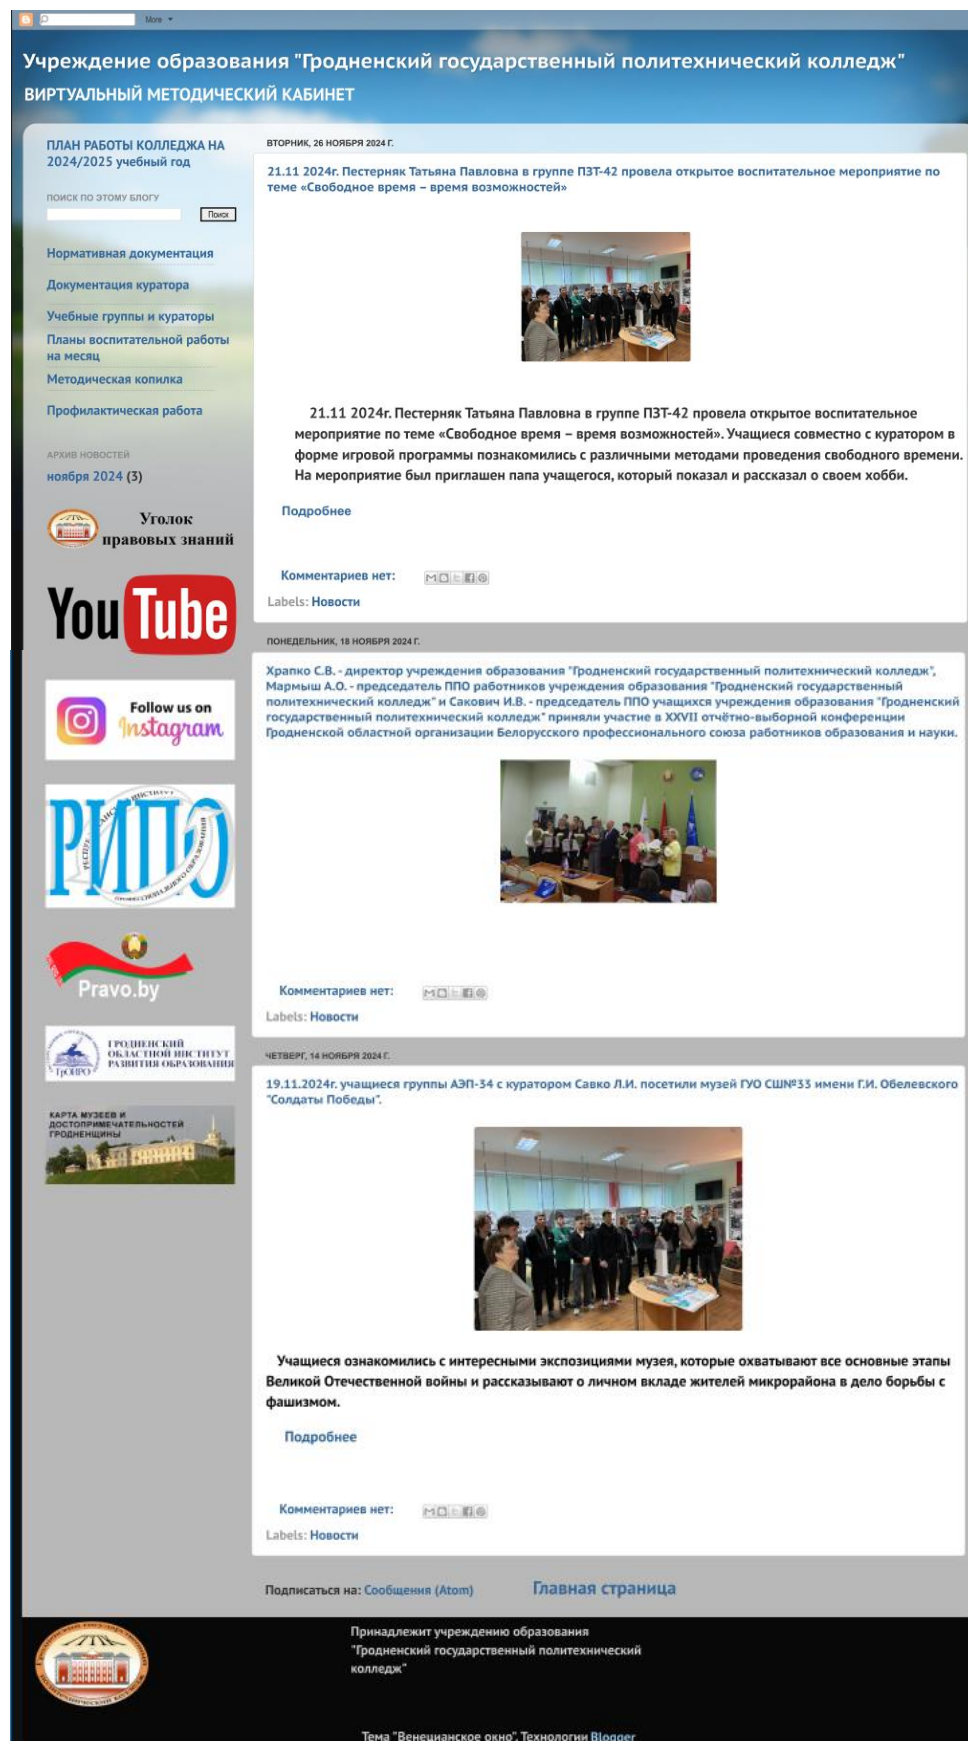 More
Учреждение образования "Гродненский государственный политехнический колледж"
ВИРТУАЛЬНЫЙ МЕТОДИЧЕСКИЙ КАБИНЕТ
ПЛАН РАБОТЫ КОЛЛЕДЖА НА
2024/2025 учебный год
ПОИСК ПО ЭТОМУ БЛОГУ
Поиск
Нормативная документация
Документация куратора
Учебные группы и кураторы
Планы воспитательной работы
на месяц
Методическая копилка
Профилактическая работа
АРХИВ НОВОСТЕЙ
ноября 2024 (3)
Уголок
правовых знаний
YouTube
Follow us on
Instagram
РИПО
Pravo.by
ГрОИРО
ГРОДНЕНСКИЙ
ОБЛАСТНОЙ ИНСТИТУТ
РАЗВИТИЯ ОБРАЗОВАНИЯ
КАРТА МУЗЕЕВ И
ДОСТОПРИМЕЧАТЕЛЬНОСТЕЙ
ГРОДНЕНЩИНЫ
ВТОРНИК, 26 НОЯБРЯ 2024 Г.
21.11 2024г. Пестерняк Татьяна Павловна в группе ПЗТ-42 провела открытое воспитательное мероприятие по
теме «Свободное время – время возможностей»
21.11 2024г. Пестерняк Татьяна Павловна в группе ПЗТ-42 провела открытое воспитательное
мероприятие по теме «Свободное время – время возможностей». Учащиеся совместно с куратором в
форме игровой программы познакомились с различными методами проведения свободного времени.
На мероприятие был приглашен папа учащегося, который показал и рассказал о своем хобби.
Подробнее
Комментариев нет:
Labels: Новости
ПОНЕДЕЛЬНИК, 18 НОЯБРЯ 2024 Г.
Храпко С.В. - директор учреждения образования "Гродненский государственный политехнический колледж",
Мармыш А.О. - председатель ППО работников учреждения образования "Гродненский государственный
политехнический колледж" и Сакович И.В. - председатель ППО учащихся учреждения образования "Гродненский
государственный политехнический колледж" приняли участие в XXVII отчётно-выборной конференции
Гродненской областной организации Белорусского профессионального союза работников образования и науки.
Комментариев нет:
Labels: Новости
ЧЕТВЕРГ, 14 НОЯБРЯ 2024 Г.
19.11.2024г. учащиеся группы АЭП-34 с куратором Савко Л.И. посетили музей ГУО СШ№33 имени Г.И. Обелевского
"Солдаты Победы".
Учащиеся ознакомились с интересными экспозициями музея, которые охватывают все основные этапы
Великой Отечественной войны и рассказывают о личном вкладе жителей микрорайона в дело борьбы с
фашизмом.
Подробнее
Комментариев нет:
Labels: Новости
Подписаться на: Сообщения (Atom)
Главная страница
Принадлежит учреждению образования
"Гродненский государственный политехнический
колледж"
Тема "Венецианское окно". Технологии Blogger